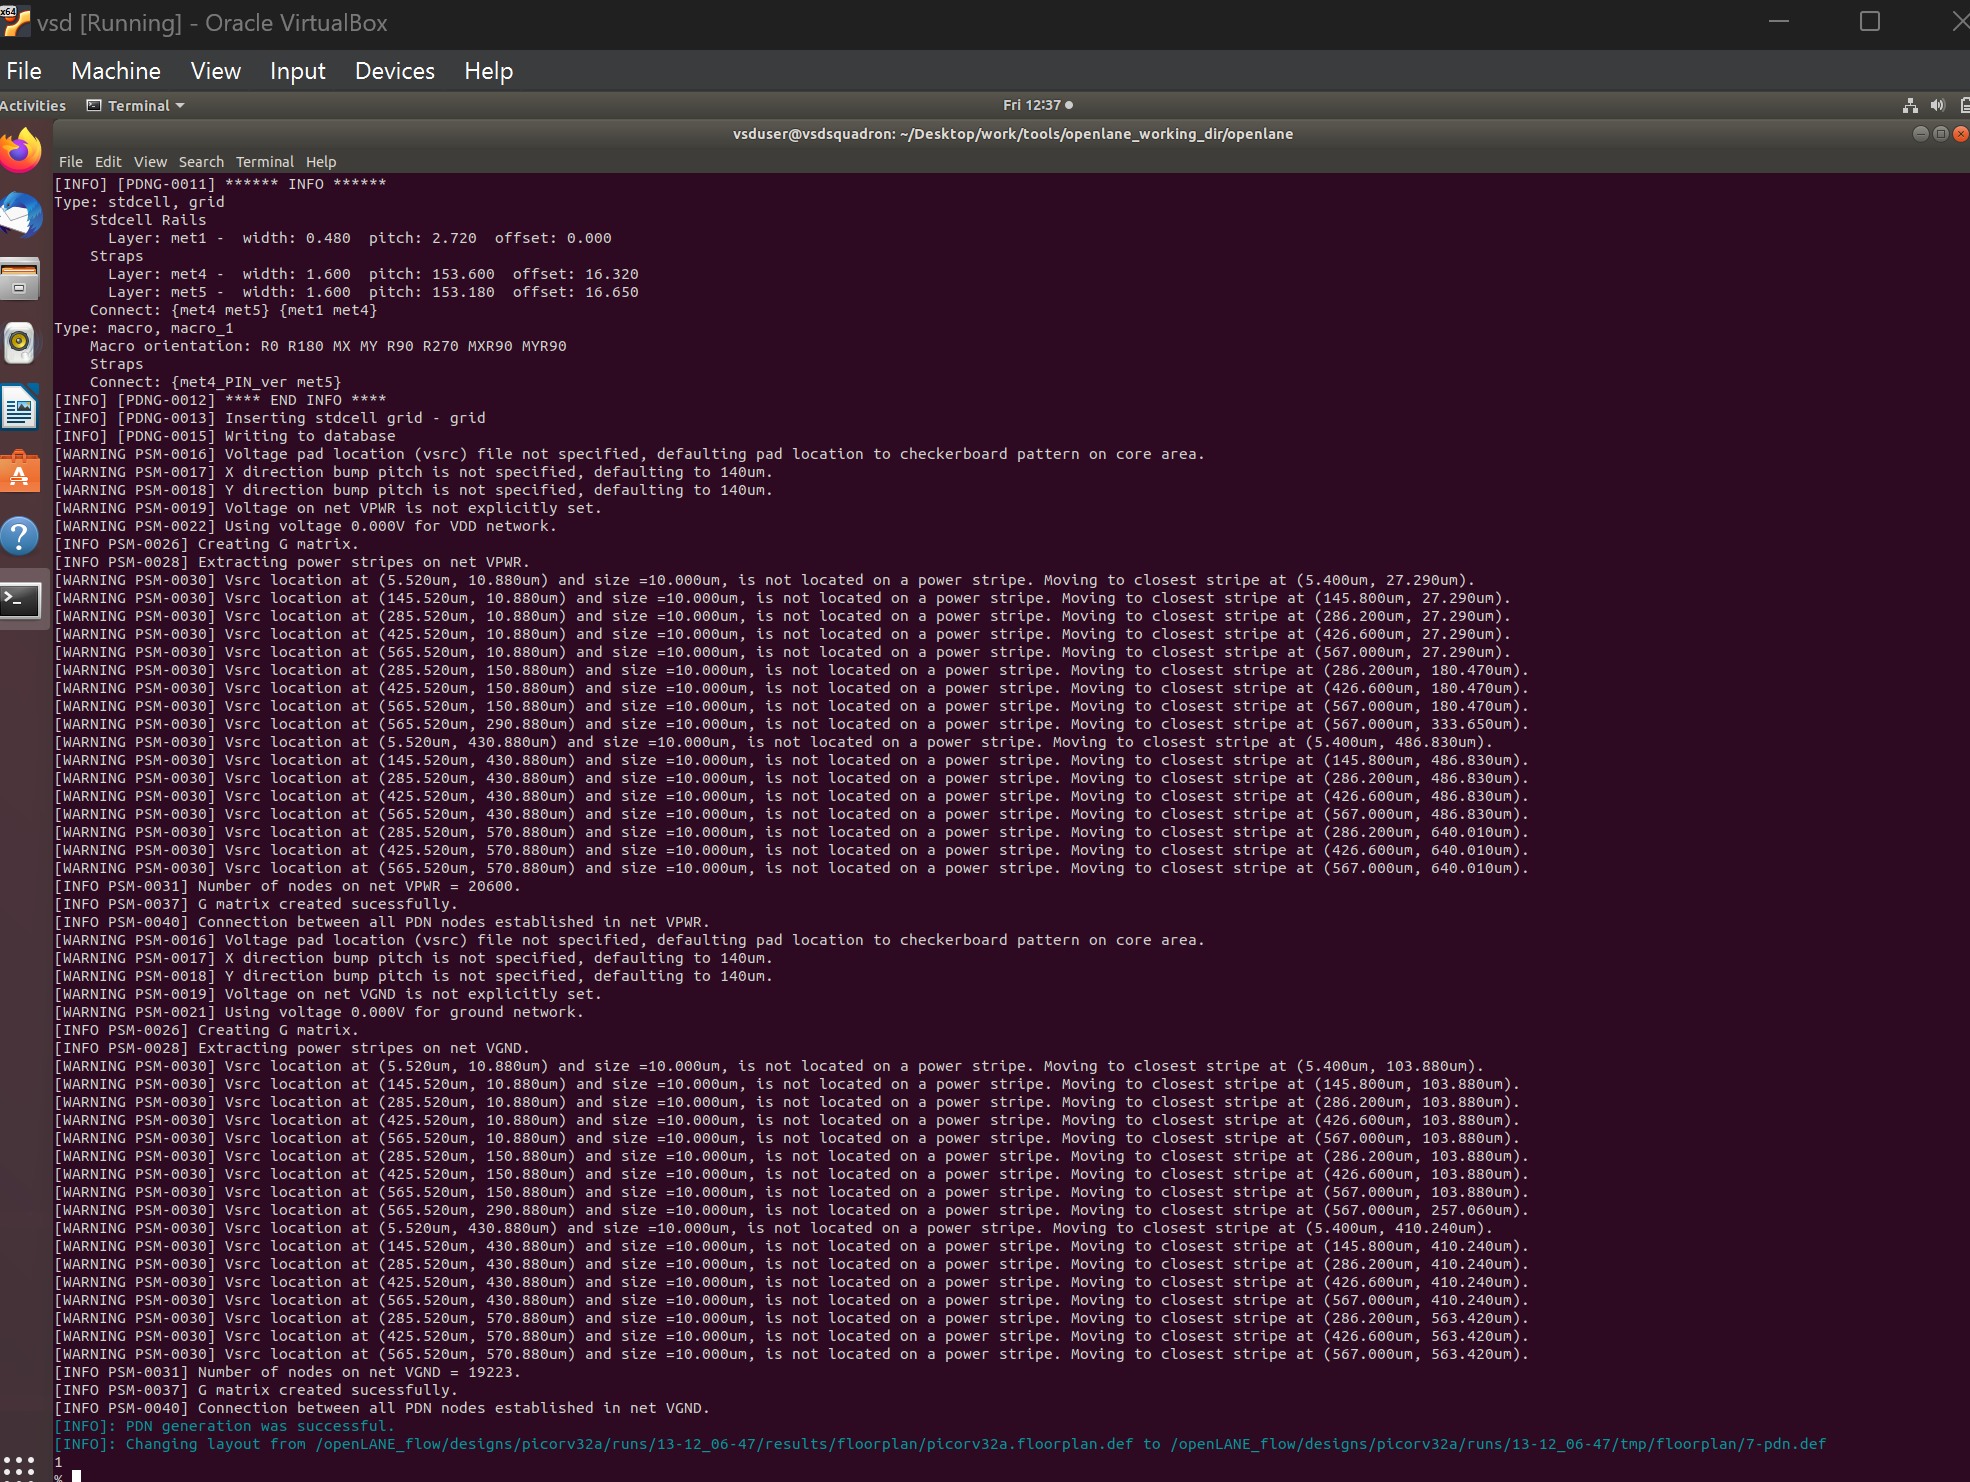 x64
vsd [Running] - Oracle VirtualBox
File Machine View Input Devices Help
Activities Terminal Fri 12:37
vsduser@vsdsquadron: ~/Desktop/work/tools/openlane_working_dir/openlane
File Edit View Search Terminal Help
[INFO] [PDNG-0011] ****** INFO ******
Type: stdcell, grid
    Stdcell Rails
      Layer: met1 -  width: 0.480  pitch: 2.720  offset: 0.000
    Straps
      Layer: met4 -  width: 1.600  pitch: 153.600  offset: 16.320
      Layer: met5 -  width: 1.600  pitch: 153.180  offset: 16.650
    Connect: {met4 met5} {met1 met4}
Type: macro, macro_1
    Macro orientation: R0 R180 MX MY R90 R270 MXR90 MYR90
    Straps
    Connect: {met4_PIN_ver met5}
[INFO] [PDNG-0012] **** END INFO ****
[INFO] [PDNG-0013] Inserting stdcell grid - grid
[INFO] [PDNG-0015] Writing to database
[WARNING PSM-0016] Voltage pad location (vsrc) file not specified, defaulting pad location to checkerboard pattern on core area.
[WARNING PSM-0017] X direction bump pitch is not specified, defaulting to 140um.
[WARNING PSM-0018] Y direction bump pitch is not specified, defaulting to 140um.
[WARNING PSM-0019] Voltage on net VPWR is not explicitly set.
[WARNING PSM-0022] Using voltage 0.000V for VDD network.
[INFO PSM-0026] Creating G matrix.
[INFO PSM-0028] Extracting power stripes on net VPWR.
[WARNING PSM-0030] Vsrc location at (5.520um, 10.880um) and size =10.000um, is not located on a power stripe. Moving to closest stripe at (5.400um, 27.290um).
[WARNING PSM-0030] Vsrc location at (145.520um, 10.880um) and size =10.000um, is not located on a power stripe. Moving to closest stripe at (145.800um, 27.290um).
[WARNING PSM-0030] Vsrc location at (285.520um, 10.880um) and size =10.000um, is not located on a power stripe. Moving to closest stripe at (286.200um, 27.290um).
[WARNING PSM-0030] Vsrc location at (425.520um, 10.880um) and size =10.000um, is not located on a power stripe. Moving to closest stripe at (426.600um, 27.290um).
[WARNING PSM-0030] Vsrc location at (565.520um, 10.880um) and size =10.000um, is not located on a power stripe. Moving to closest stripe at (567.000um, 27.290um).
[WARNING PSM-0030] Vsrc location at (285.520um, 150.880um) and size =10.000um, is not located on a power stripe. Moving to closest stripe at (286.200um, 180.470um).
[WARNING PSM-0030] Vsrc location at (425.520um, 150.880um) and size =10.000um, is not located on a power stripe. Moving to closest stripe at (426.600um, 180.470um).
[WARNING PSM-0030] Vsrc location at (565.520um, 150.880um) and size =10.000um, is not located on a power stripe. Moving to closest stripe at (567.000um, 180.470um).
[WARNING PSM-0030] Vsrc location at (565.520um, 290.880um) and size =10.000um, is not located on a power stripe. Moving to closest stripe at (567.000um, 333.650um).
[WARNING PSM-0030] Vsrc location at (5.520um, 430.880um) and size =10.000um, is not located on a power stripe. Moving to closest stripe at (5.400um, 486.830um).
[WARNING PSM-0030] Vsrc location at (145.520um, 430.880um) and size =10.000um, is not located on a power stripe. Moving to closest stripe at (145.800um, 486.830um).
[WARNING PSM-0030] Vsrc location at (285.520um, 430.880um) and size =10.000um, is not located on a power stripe. Moving to closest stripe at (286.200um, 486.830um).
[WARNING PSM-0030] Vsrc location at (425.520um, 430.880um) and size =10.000um, is not located on a power stripe. Moving to closest stripe at (426.600um, 486.830um).
[WARNING PSM-0030] Vsrc location at (565.520um, 430.880um) and size =10.000um, is not located on a power stripe. Moving to closest stripe at (567.000um, 486.830um).
[WARNING PSM-0030] Vsrc location at (285.520um, 570.880um) and size =10.000um, is not located on a power stripe. Moving to closest stripe at (286.200um, 640.010um).
[WARNING PSM-0030] Vsrc location at (425.520um, 570.880um) and size =10.000um, is not located on a power stripe. Moving to closest stripe at (426.600um, 640.010um).
[WARNING PSM-0030] Vsrc location at (565.520um, 570.880um) and size =10.000um, is not located on a power stripe. Moving to closest stripe at (567.000um, 640.010um).
[INFO PSM-0031] Number of nodes on net VPWR = 20600.
[INFO PSM-0037] G matrix created sucessfully.
[INFO PSM-0040] Connection between all PDN nodes established in net VPWR.
[WARNING PSM-0016] Voltage pad location (vsrc) file not specified, defaulting pad location to checkerboard pattern on core area.
[WARNING PSM-0017] X direction bump pitch is not specified, defaulting to 140um.
[WARNING PSM-0018] Y direction bump pitch is not specified, defaulting to 140um.
[WARNING PSM-0019] Voltage on net VGND is not explicitly set.
[WARNING PSM-0021] Using voltage 0.000V for ground network.
[INFO PSM-0026] Creating G matrix.
[INFO PSM-0028] Extracting power stripes on net VGND.
[WARNING PSM-0030] Vsrc location at (5.520um, 10.880um) and size =10.000um, is not located on a power stripe. Moving to closest stripe at (5.400um, 103.880um).
[WARNING PSM-0030] Vsrc location at (145.520um, 10.880um) and size =10.000um, is not located on a power stripe. Moving to closest stripe at (145.800um, 103.880um).
[WARNING PSM-0030] Vsrc location at (285.520um, 10.880um) and size =10.000um, is not located on a power stripe. Moving to closest stripe at (286.200um, 103.880um).
[WARNING PSM-0030] Vsrc location at (425.520um, 10.880um) and size =10.000um, is not located on a power stripe. Moving to closest stripe at (426.600um, 103.880um).
[WARNING PSM-0030] Vsrc location at (565.520um, 10.880um) and size =10.000um, is not located on a power stripe. Moving to closest stripe at (567.000um, 103.880um).
[WARNING PSM-0030] Vsrc location at (285.520um, 150.880um) and size =10.000um, is not located on a power stripe. Moving to closest stripe at (286.200um, 103.880um).
[WARNING PSM-0030] Vsrc location at (425.520um, 150.880um) and size =10.000um, is not located on a power stripe. Moving to closest stripe at (426.600um, 103.880um).
[WARNING PSM-0030] Vsrc location at (565.520um, 150.880um) and size =10.000um, is not located on a power stripe. Moving to closest stripe at (567.000um, 103.880um).
[WARNING PSM-0030] Vsrc location at (565.520um, 290.880um) and size =10.000um, is not located on a power stripe. Moving to closest stripe at (567.000um, 257.060um).
[WARNING PSM-0030] Vsrc location at (5.520um, 430.880um) and size =10.000um, is not located on a power stripe. Moving to closest stripe at (5.400um, 410.240um).
[WARNING PSM-0030] Vsrc location at (145.520um, 430.880um) and size =10.000um, is not located on a power stripe. Moving to closest stripe at (145.800um, 410.240um).
[WARNING PSM-0030] Vsrc location at (285.520um, 430.880um) and size =10.000um, is not located on a power stripe. Moving to closest stripe at (286.200um, 410.240um).
[WARNING PSM-0030] Vsrc location at (425.520um, 430.880um) and size =10.000um, is not located on a power stripe. Moving to closest stripe at (426.600um, 410.240um).
[WARNING PSM-0030] Vsrc location at (565.520um, 430.880um) and size =10.000um, is not located on a power stripe. Moving to closest stripe at (567.000um, 410.240um).
[WARNING PSM-0030] Vsrc location at (285.520um, 570.880um) and size =10.000um, is not located on a power stripe. Moving to closest stripe at (286.200um, 563.420um).
[WARNING PSM-0030] Vsrc location at (425.520um, 570.880um) and size =10.000um, is not located on a power stripe. Moving to closest stripe at (426.600um, 563.420um).
[WARNING PSM-0030] Vsrc location at (565.520um, 570.880um) and size =10.000um, is not located on a power stripe. Moving to closest stripe at (567.000um, 563.420um).
[INFO PSM-0031] Number of nodes on net VGND = 19223.
[INFO PSM-0037] G matrix created sucessfully.
[INFO PSM-0040] Connection between all PDN nodes established in net VGND.
[INFO]: PDN generation was successful.
[INFO]: Changing layout from /openLANE_flow/designs/picorv32a/runs/13-12_06-47/results/floorplan/picorv32a.floorplan.def to /openLANE_flow/designs/picorv32a/runs/13-12_06-47/tmp/floorplan/7-pdn.def
1
%